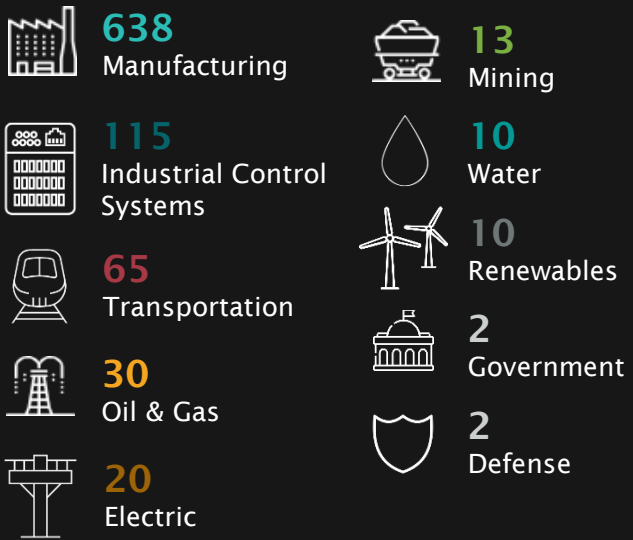 638
Manufacturing
115
Industrial Control
Systems
65
Transportation
30
Oil & Gas
20
Electric
13
Mining
10
Water
10
Renewables
2
Government
2
Defense